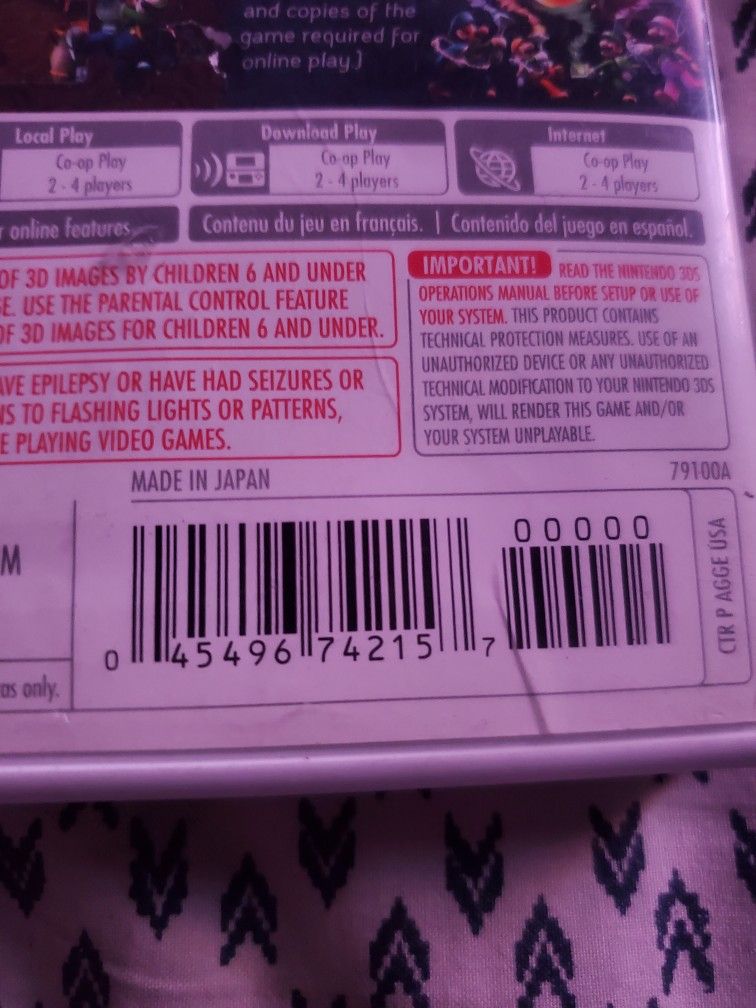 and copies of the
game required for
online play.)
Local Play
Co-op Play
2 - 4 players
Download Play
Co-op Play
2 - 4 players
Internet
Co-op Play
2 - 4 players
online features.
Contenu du jeu en français. | Contenido del juego en español.
OF 3D IMAGES BY CHILDREN 6 AND UNDER
USE THE PARENTAL CONTROL FEATURE
OF 3D IMAGES FOR CHILDREN 6 AND UNDER.
EPILEPSY OR HAVE HAD SEIZURES OR
TO FLASHING LIGHTS OR PATTERNS,
PLAYING VIDEO GAMES.
IMPORTANT! READ THE NINTENDO 3DS
OPERATIONS MANUAL BEFORE SETUP OR USE OF
YOUR SYSTEM. THIS PRODUCT CONTAINS
TECHNICAL PROTECTION MEASURES. USE OF AN
UNAUTHORIZED DEVICE OR ANY UNAUTHORIZED
TECHNICAL MODIFICATION TO YOUR NINTENDO 3DS
SYSTEM, WILL RENDER THIS GAME AND/OR
YOUR SYSTEM UNPLAYABLE.
MADE IN JAPAN
79100A
00000
0 45496 74215 7
CTR P AGGE USA
only.